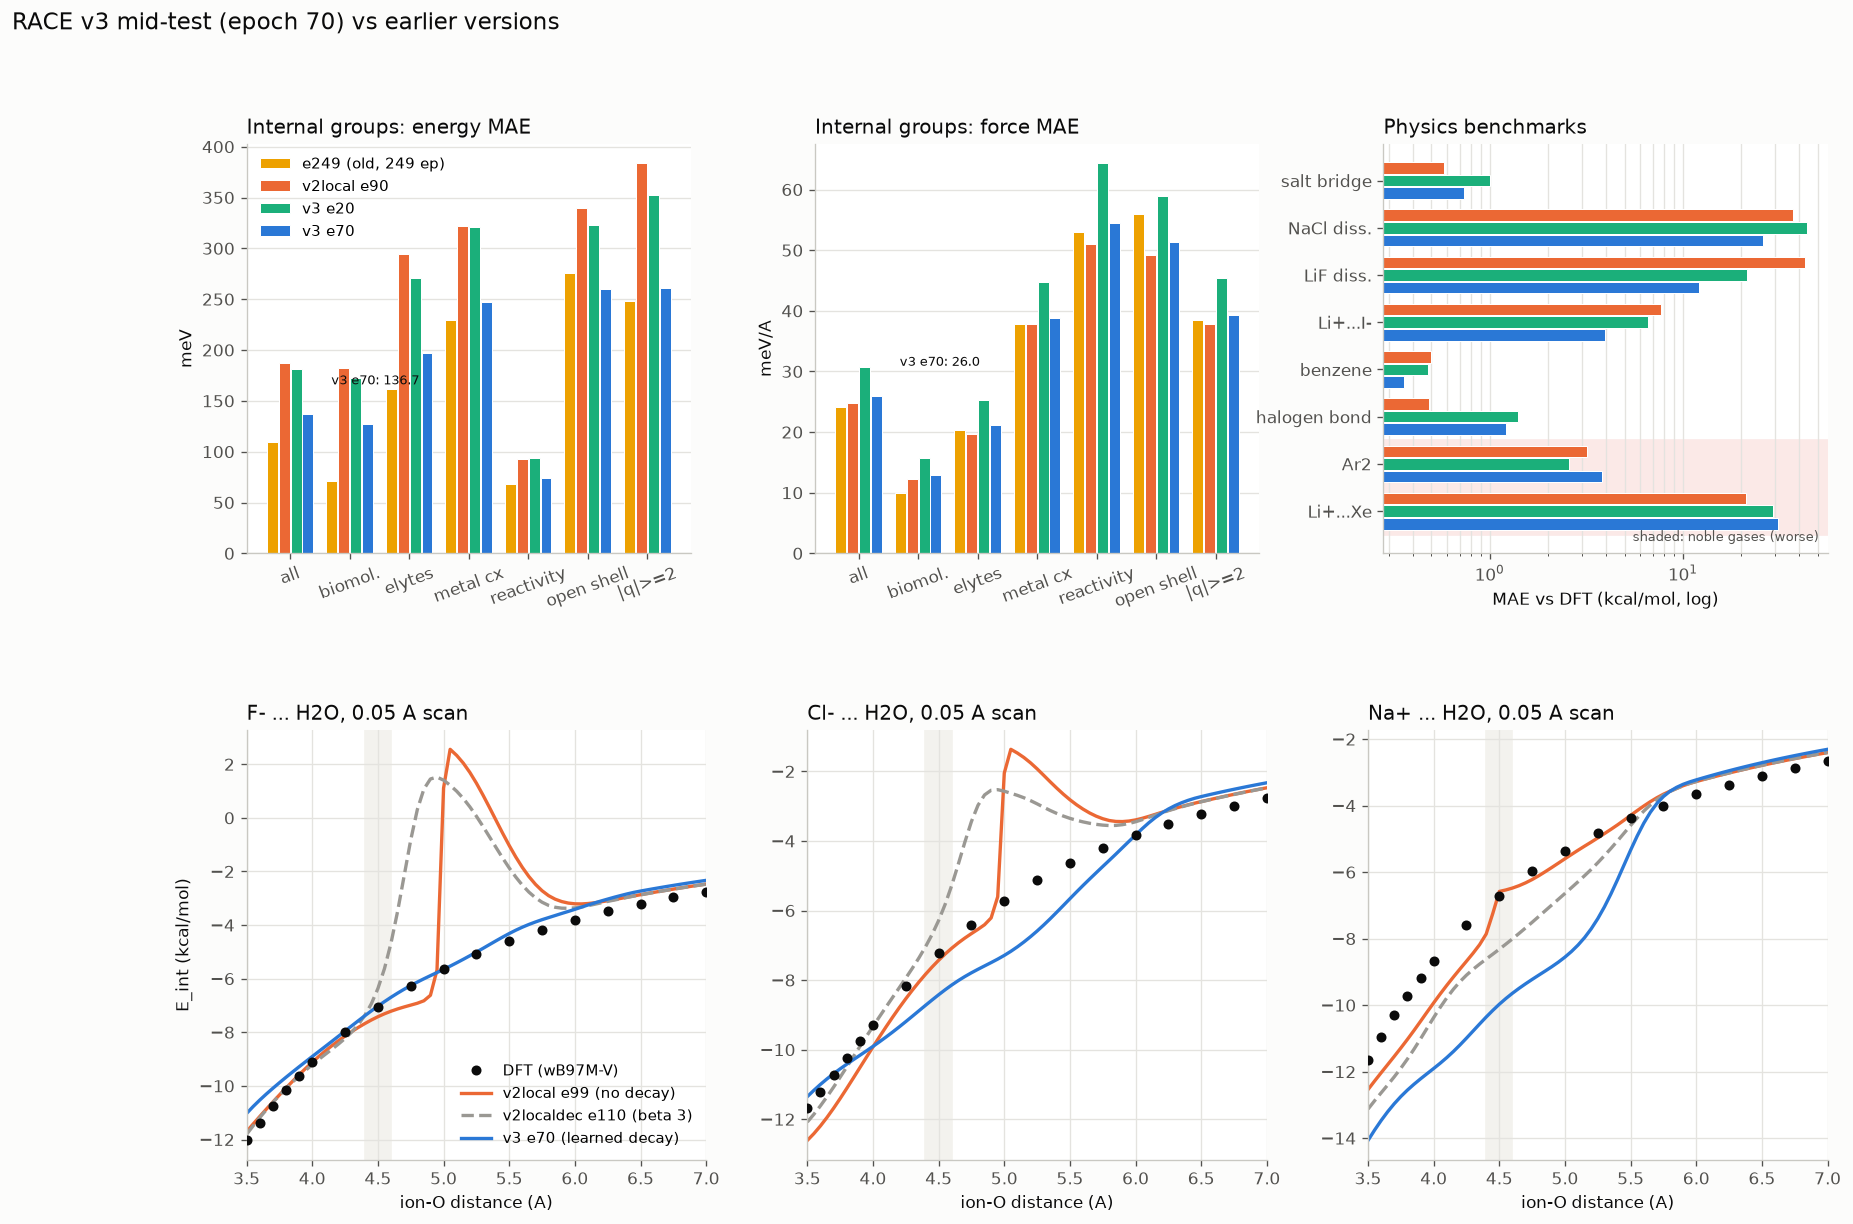 RACE v3 mid-test (epoch 70) vs earlier versions
Internal groups: energy MAE
meV
400
350
300
250
200
150
100
50
0
e249 (old, 249 ep)
v2local e90
v3 e20
v3 e70
v3 e70: 136.7
all
biomol.
elytes
metal cx
reactivity
open shell
|q|>=2
Internal groups: force MAE
meV/A
60
50
40
30
20
10
0
v3 e70: 26.0
all
biomol.
elytes
metal cx
reactivity
open shell
|q|>=2
Physics benchmarks
salt bridge
NaCl diss.
LiF diss.
Li+...I-
benzene
halogen bond
Ar2
Li+...Xe
shaded: noble gases (worse)
10⁰
10¹
MAE vs DFT (kcal/mol, log)
F- ... H2O, 0.05 A scan
E_int (kcal/mol)
2
0
−2
−4
−6
−8
−10
−12
DFT (wB97M-V)
v2local e99 (no decay)
v2localdec e110 (beta 3)
v3 e70 (learned decay)
3.5 4.0 4.5 5.0 5.5 6.0 6.5 7.0
ion-O distance (A)
Cl- ... H2O, 0.05 A scan
−2
−4
−6
−8
−10
−12
3.5 4.0 4.5 5.0 5.5 6.0 6.5 7.0
ion-O distance (A)
Na+ ... H2O, 0.05 A scan
−2
−4
−6
−8
−10
−12
−14
3.5 4.0 4.5 5.0 5.5 6.0 6.5 7.0
ion-O distance (A)